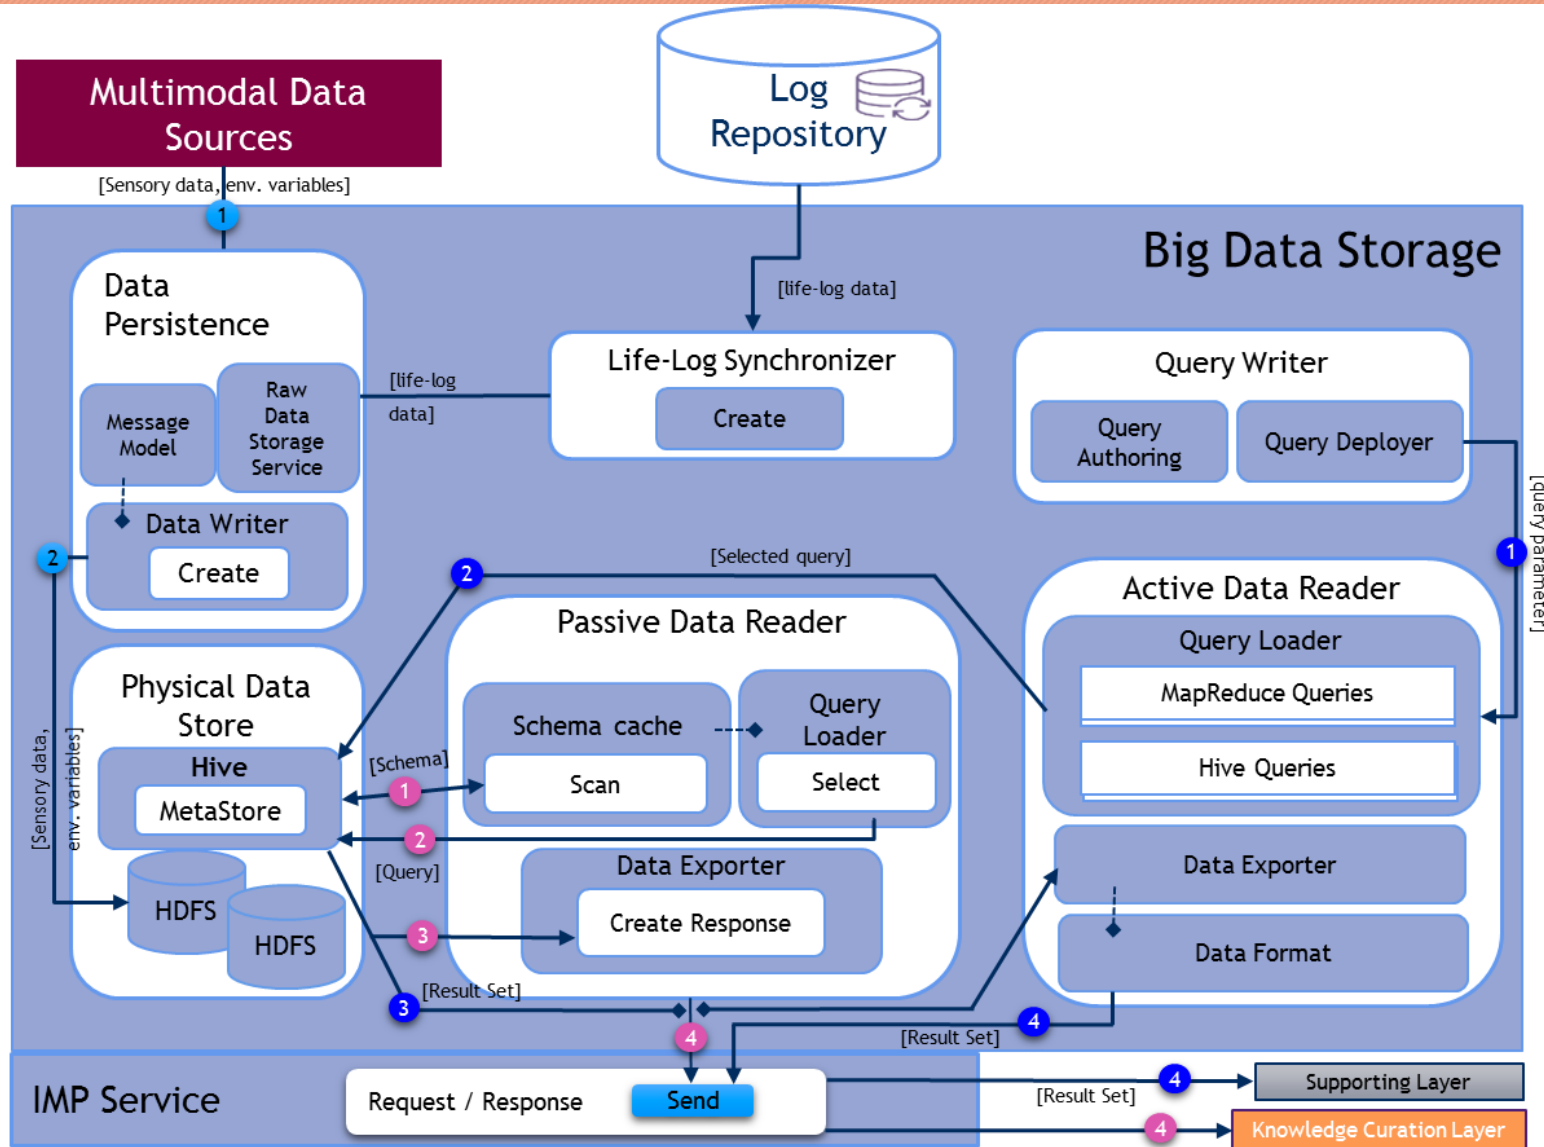 Multimodal Data
Sources
Log
Repository
[Sensory data, env. variables]
1
Big Data Storage
Data
Persistence
[life-log data]
Life-Log Synchronizer
Create
[life-log
data]
Query Writer
Query
Authoring
Query Deployer
Message
Model
Raw
Data
Storage
Service
Data Writer
Create
2
[query parameter]
1
2
[Selected query]
Active Data Reader
Query Loader
MapReduce Queries
Hive Queries
Data Exporter
Data Format
Passive Data Reader
Schema cache
Scan
Query
Loader
Select
Physical Data
Store
Hive
MetaStore
HDFS
HDFS
[Sensory data,
env. variables]
[Schema]
1
2
[Query]
Data Exporter
Create Response
3
[Result Set]
3
4
4
[Result Set]
IMP Service
Request / Response
Send
4
[Result Set]
Supporting Layer
4
Knowledge Curation Layer